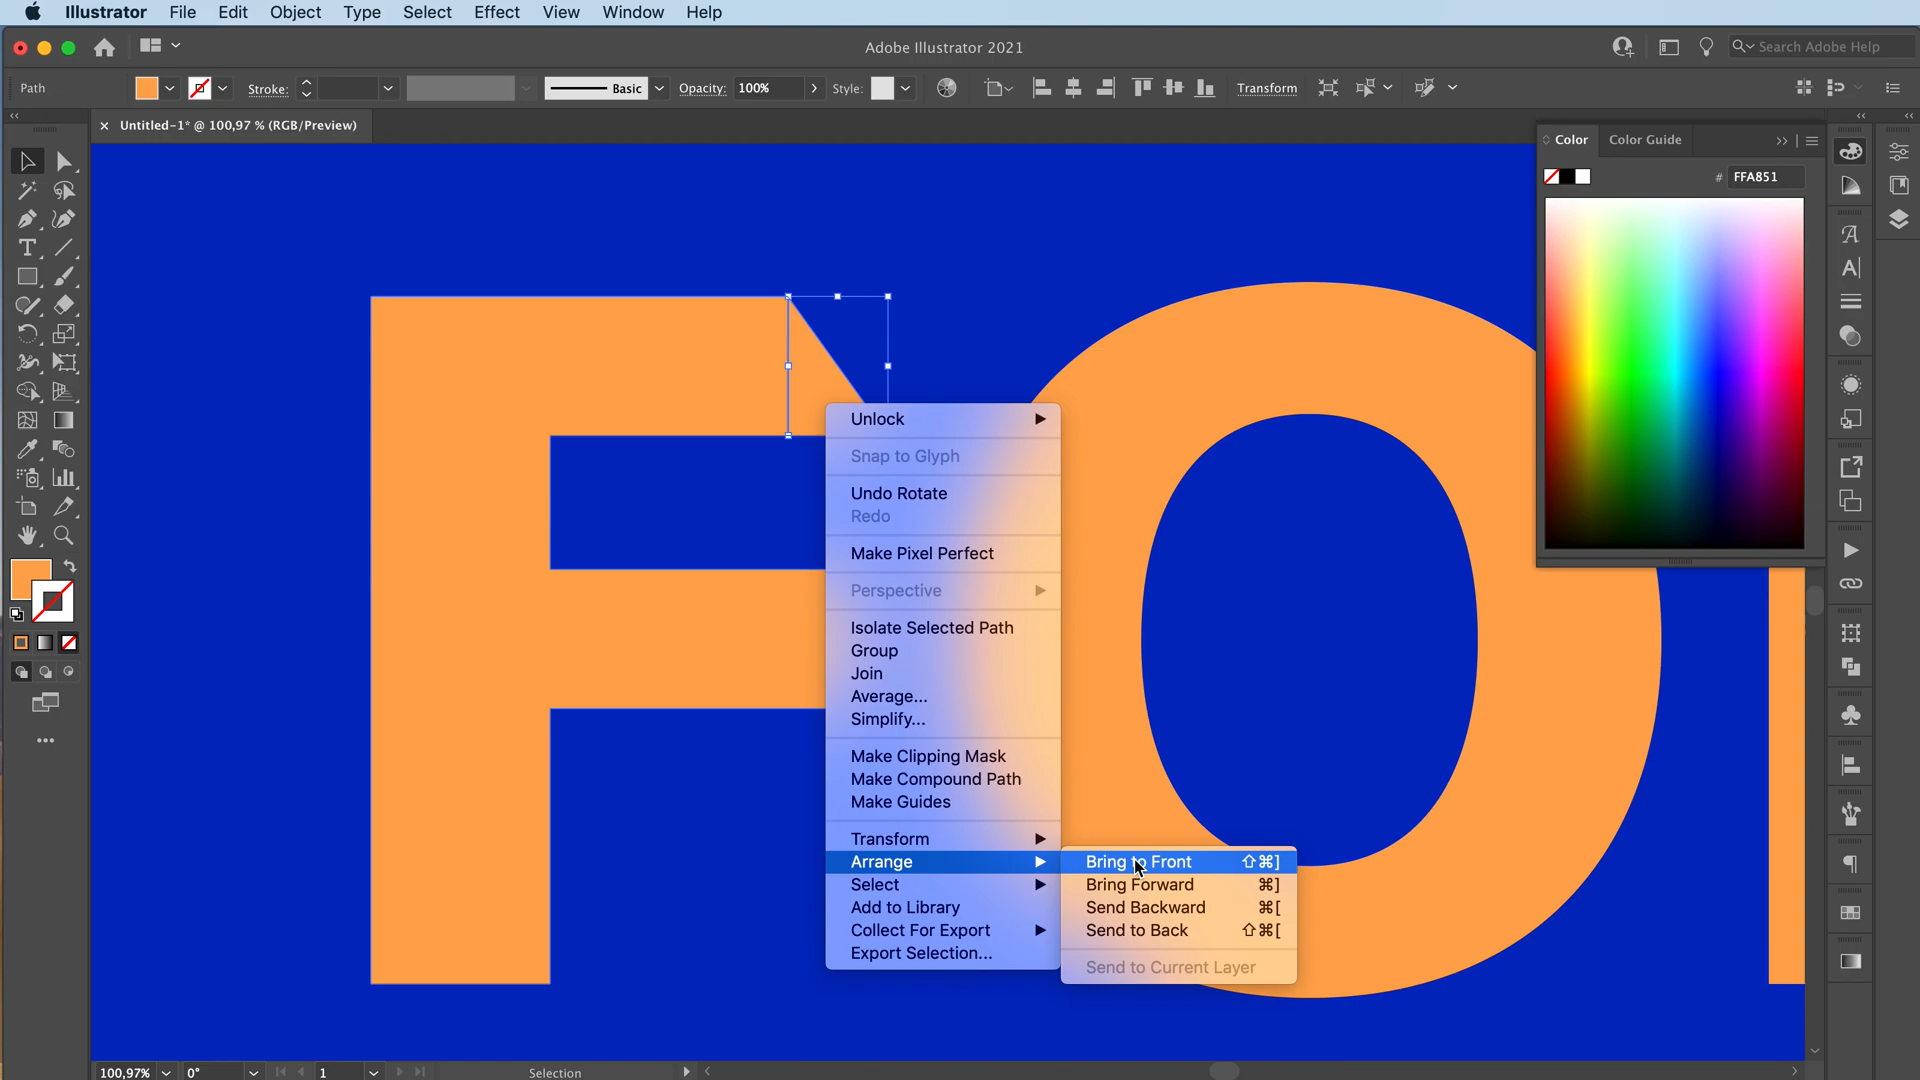 Illustrator File Edit Object Type Select Effect View Window Help
Adobe Illustrator 2021
Search Adobe Help
Path
Stroke:
Basic
Opacity: 100%
Style:
Transform
× Untitled-1* @ 100,97 % (RGB/Preview)
Color
Color Guide
# FFA851
FO
Unlock
Snap to Glyph
Undo Rotate
Redo
Make Pixel Perfect
Perspective
Isolate Selected Path
Group
Join
Average...
Simplify...
Make Clipping Mask
Make Compound Path
Make Guides
Transform
Arrange
Select
Add to Library
Collect For Export
Export Selection...
Bring to Front ⇧⌘]
Bring Forward ⌘]
Send Backward ⌘[
Send to Back ⇧⌘[
Send to Current Layer
100,97% 0° 1 Selection